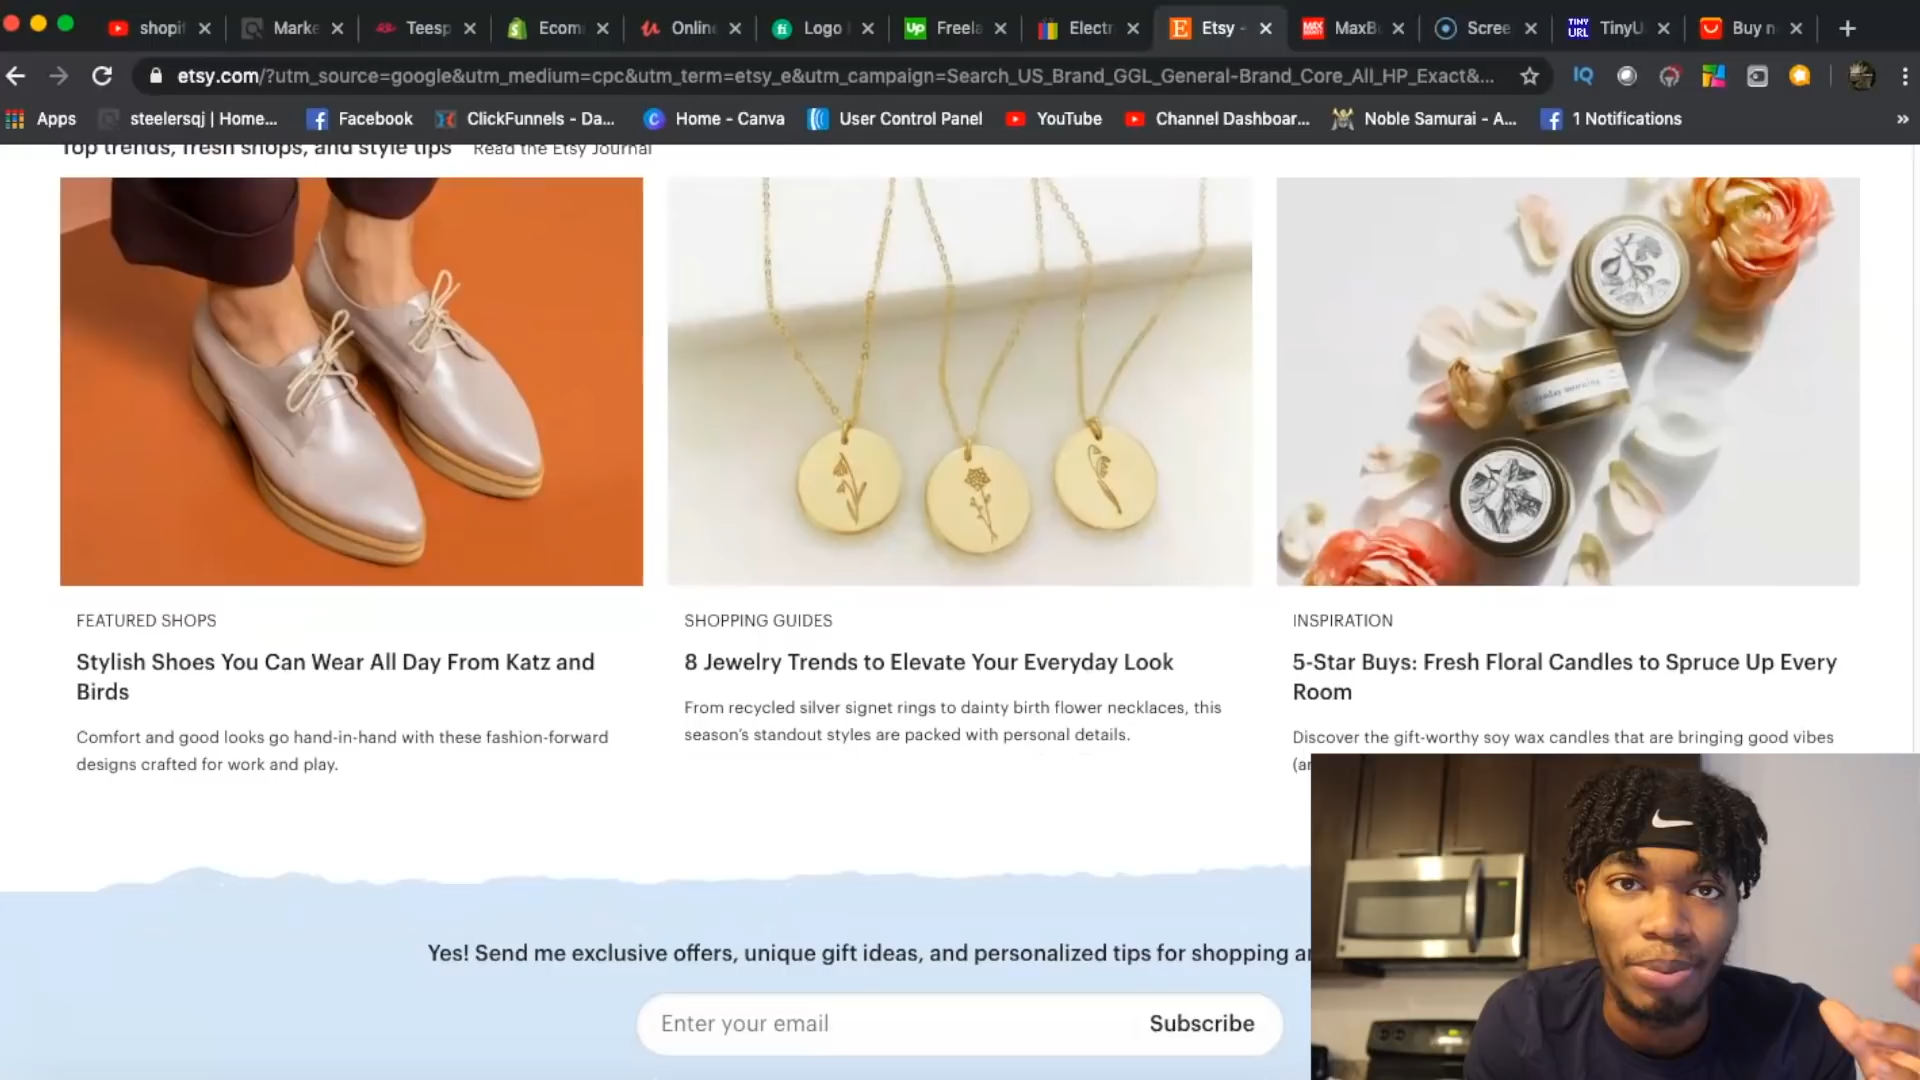 shopif
Marke
Teesp
Ecom
Onlin
Logo
Up
Freela
Electr
Etsy -
MaxB
Scree
TINY URL
TinyU
Buy n
etsy.com/?utm_source=google&utm_medium=cpc&utm_term=etsy_e&utm_campaign=Search_US_Brand_GGL_General-Brand_Core_All_HP_Exact&...
IQ
Apps
steelersqj | Home...
Facebook
ClickFunnels - Da...
Home - Canva
User Control Panel
YouTube
Channel Dashboar...
Noble Samurai - A...
1 Notifications
»
Top trends, fresh shops, and style tips
Read the Etsy Journal
FEATURED SHOPS
Stylish Shoes You Can Wear All Day From Katz and
Birds
Comfort and good looks go hand-in-hand with these fashion-forward
designs crafted for work and play.
SHOPPING GUIDES
8 Jewelry Trends to Elevate Your Everyday Look
From recycled silver signet rings to dainty birth flower necklaces, this
season's standout styles are packed with personal details.
INSPIRATION
5-Star Buys: Fresh Floral Candles to Spruce Up Every
Room
Discover the gift-worthy soy wax candles that are bringing good vibes
Yes! Send me exclusive offers, unique gift ideas, and personalized tips for shopping
Enter your email
Subscribe